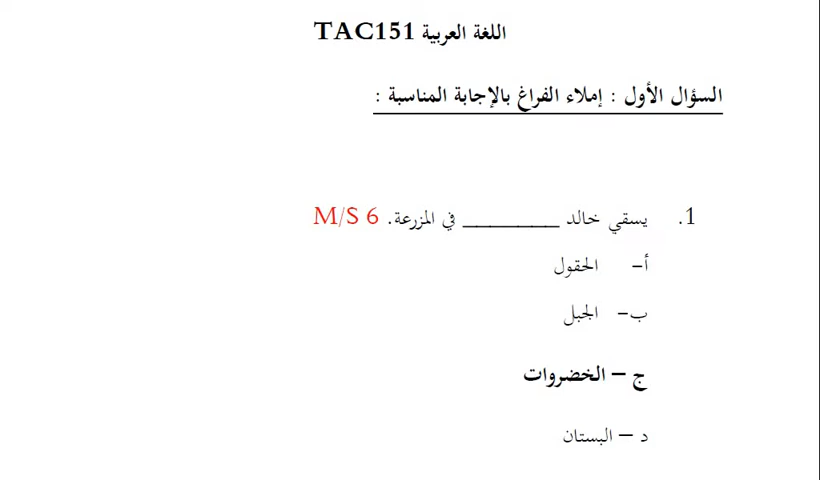 اللغة العربية TAC151
السؤال الأول : إملاء الفراغ بالإجابة المناسبة :
1. يسقي خالد ________ في المزرعة. M/S 6
أ- الحقول
ب- الجبل
ج – الخضروات
د – البستان